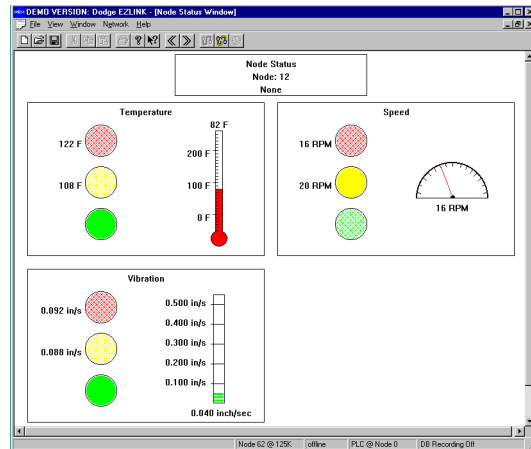 DEMO VERSION: Dodge EZLINK - [Node Status Window]
File View Window Network Help
Node Status
Node: 12
None
Temperature
82 F
122 F
200 F
108 F
100 F
0 F
Speed
16 RPM
20 RPM
16 RPM
Vibration
0.500 in/s
0.092 in/s
0.400 in/s
0.300 in/s
0.088 in/s
0.200 in/s
0.100 in/s
0.040 inch/sec
Node 62 @ 125K offline PLC @ Node 0 DB Recording Off